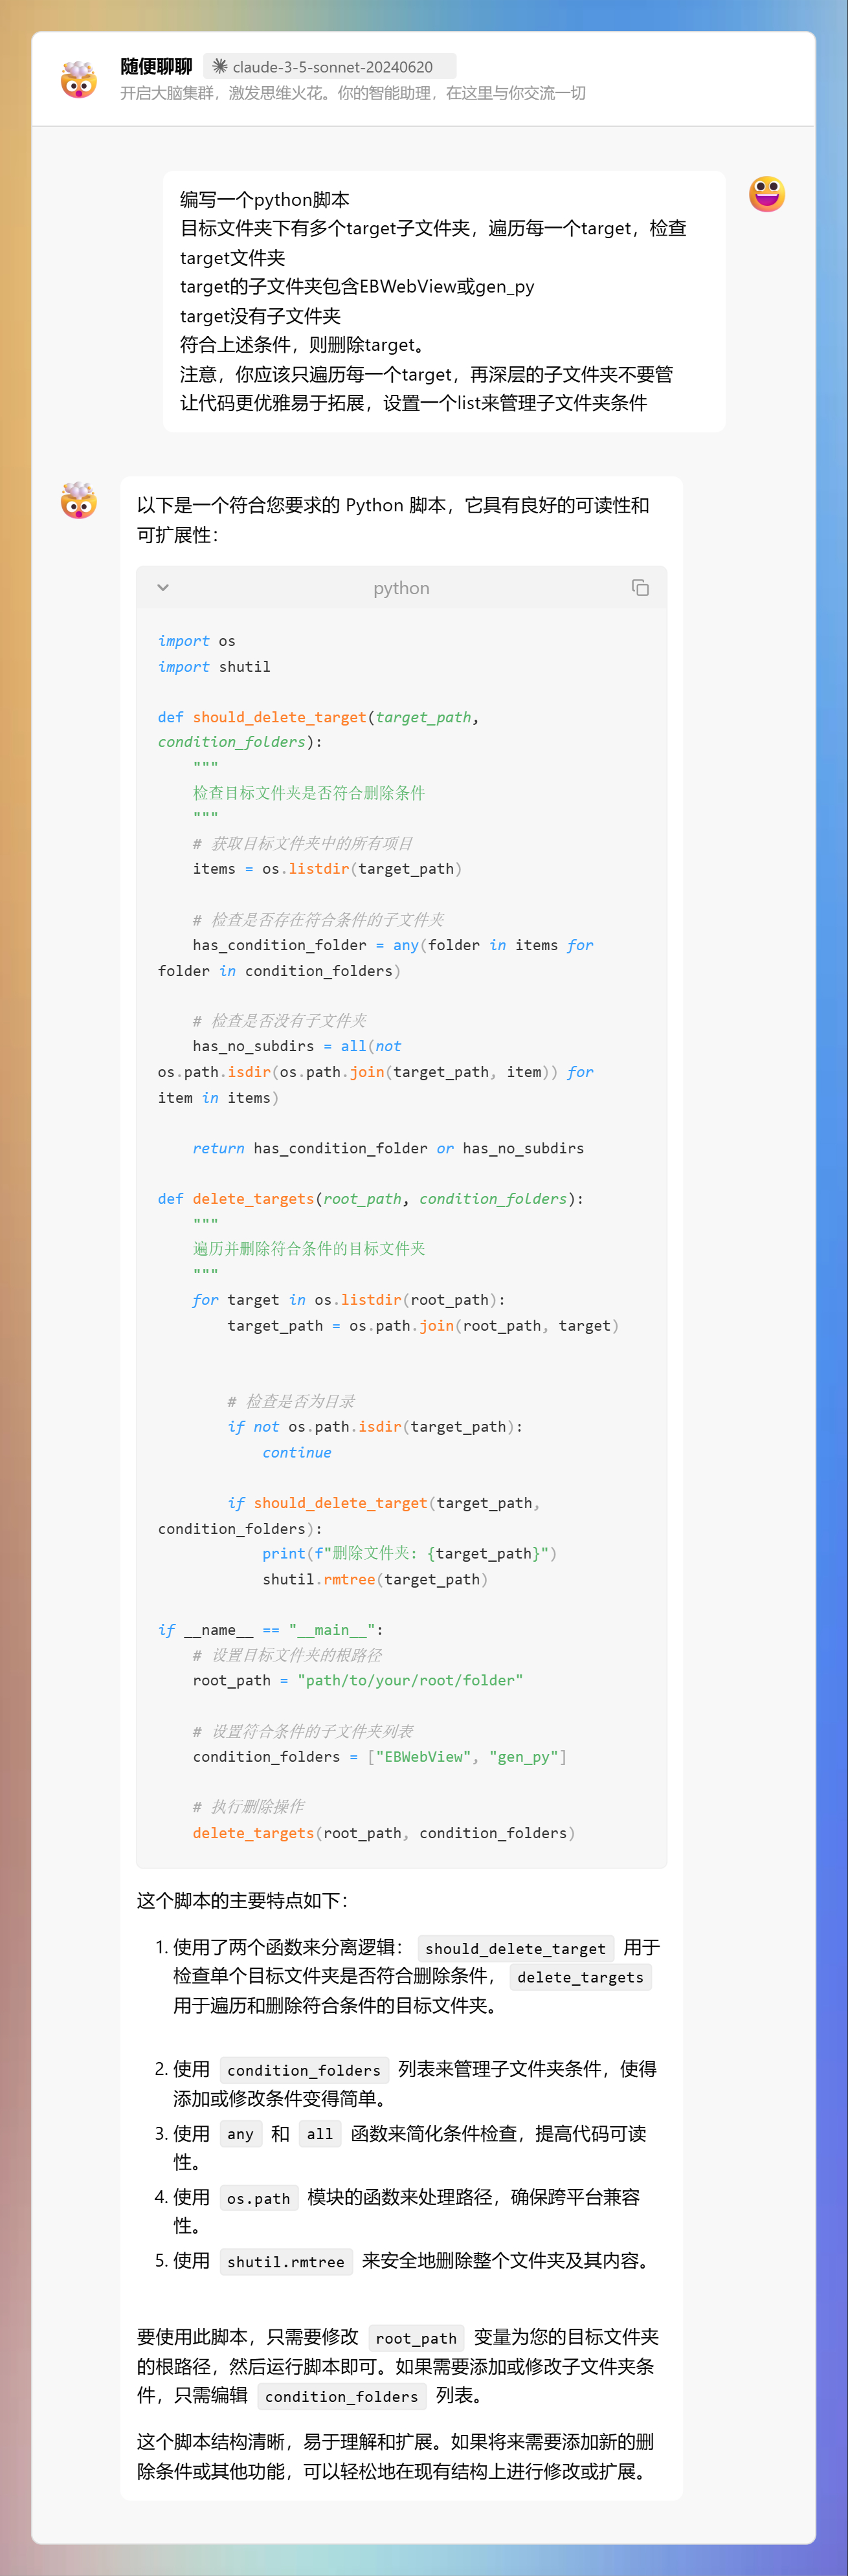 随便聊聊 claude-3-5-sonnet-20240620
开启大脑集群，激发思维火花。你的智能助理，在这里与你交流一切
编写一个python脚本
目标文件夹下有多个target子文件夹，遍历每一个target，检查
target文件夹
target的子文件夹包含EBWebView或gen_py
target没有子文件夹
符合上述条件，则删除target。
注意，你应该只遍历每一个target，再深层的子文件夹不要管
让代码更优雅易于拓展，设置一个list来管理子文件夹条件
以下是一个符合您要求的 Python 脚本，它具有良好的可读性和
可扩展性：
python
import os
import shutil
def should_delete_target(target_path,
condition_folders):
"""
检查目标文件夹是否符合删除条件
"""
# 获取目标文件夹中的所有项目
items = os.listdir(target_path)
# 检查是否存在符合条件的子文件夹
has_condition_folder = any(folder in items for
folder in condition_folders)
# 检查是否没有子文件夹
has_no_subdirs = all(not
os.path.isdir(os.path.join(target_path, item)) for
item in items)
return has_condition_folder or has_no_subdirs
def delete_targets(root_path, condition_folders):
"""
遍历并删除符合条件的目标文件夹
"""
for target in os.listdir(root_path):
target_path = os.path.join(root_path, target)
# 检查是否为目录
if not os.path.isdir(target_path):
continue
if should_delete_target(target_path,
condition_folders):
print(f"删除文件夹: {target_path}")
shutil.rmtree(target_path)
if __name__ == "__main__":
# 设置目标文件夹的根路径
root_path = "path/to/your/root/folder"
# 设置符合条件的子文件夹列表
condition_folders = ["EBWebView", "gen_py"]
# 执行删除操作
delete_targets(root_path, condition_folders)
这个脚本的主要特点如下：
1. 使用了两个函数来分离逻辑： should_delete_target 用于
检查单个目标文件夹是否符合删除条件， delete_targets
用于遍历和删除符合条件的目标文件夹。
2. 使用 condition_folders 列表来管理子文件夹条件，使得
添加或修改条件变得简单。
3. 使用 any 和 all 函数来简化条件检查，提高代码可读
性。
4. 使用 os.path 模块的函数来处理路径，确保跨平台兼容
性。
5. 使用 shutil.rmtree 来安全地删除整个文件夹及其内容。
要使用此脚本，只需要修改 root_path 变量为您的目标文件夹
的根路径，然后运行脚本即可。如果需要添加或修改子文件夹条
件，只需编辑 condition_folders 列表。
这个脚本结构清晰，易于理解和扩展。如果将来需要添加新的删
除条件或其他功能，可以轻松地在现有结构上进行修改或扩展。